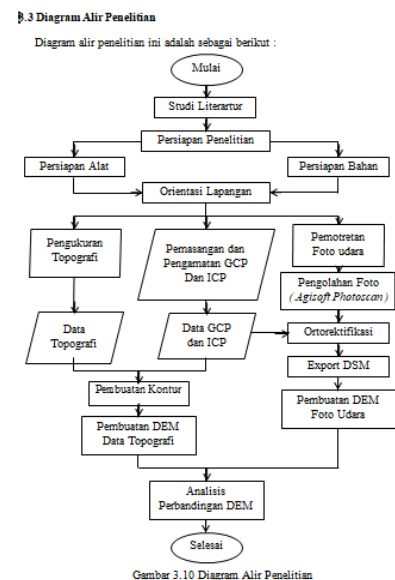 3.3 Diagram Alir Penelitian
Diagram alir penelitian ini adalah sebagai berikut :
Mulai
Studi Literartur
Persiapan Penelitian
Persiapan Alat
Persiapan Bahan
Orientasi Lapangan
Pengukuran
Topografi
Pemasangan dan
Pengamatan GCP
Dan ICP
Pemotretan
Foto udara
Pengolahan Foto
( Agisoft Photoscan )
Data
Topografi
Data GCP
dan ICP
Ortorektifikasi
Export DSM
Pembuatan Kontur
Pembuatan DEM
Foto Udara
Pembuatan DEM
Data Topografi
Analisis
Perbandingan DEM
Selesai
Gambar 3.10 Diagram Alir Penelitian